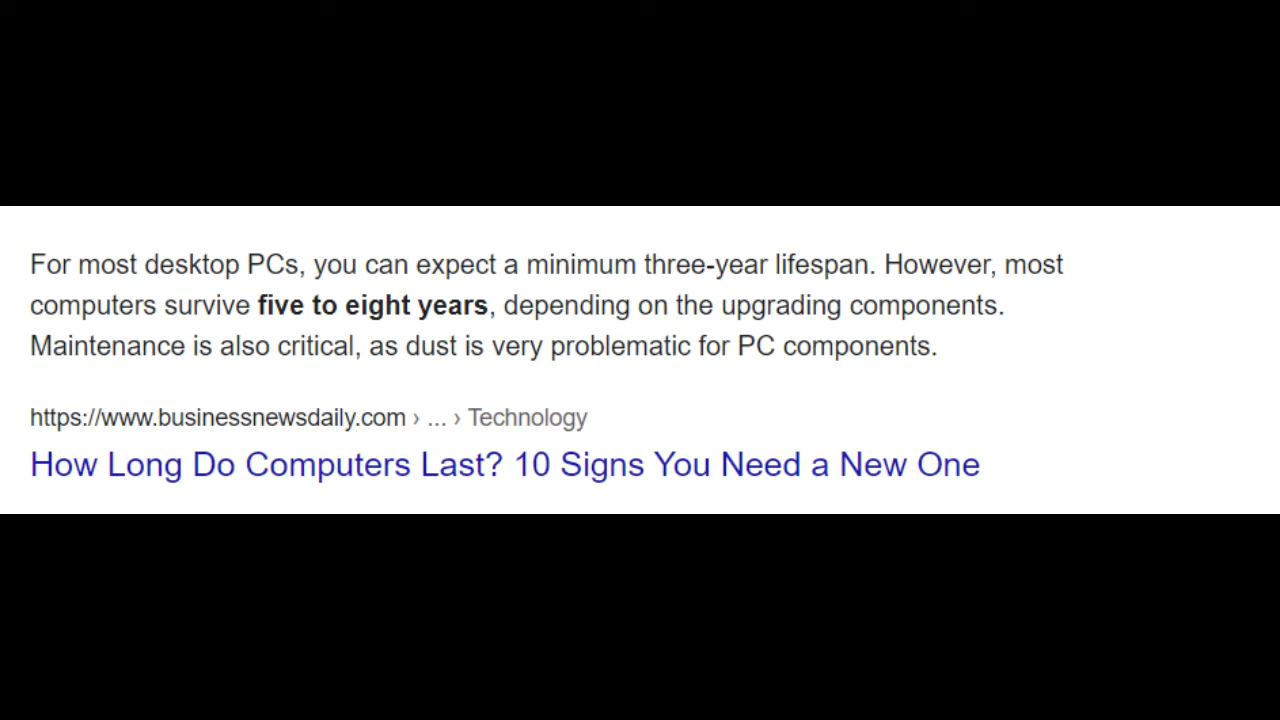 For most desktop PCs, you can expect a minimum three-year lifespan. However, most
computers survive five to eight years, depending on the upgrading components.
Maintenance is also critical, as dust is very problematic for PC components.
https://www.businessnewsdaily.com › ... › Technology
How Long Do Computers Last? 10 Signs You Need a New One